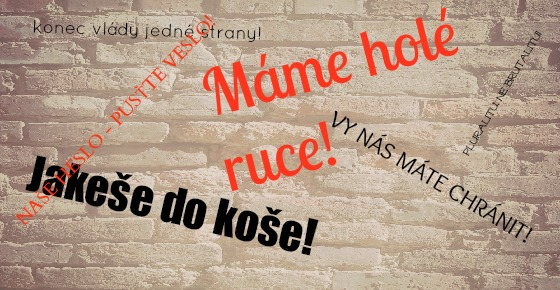 konec vlády jedné strany!
NAŠE HESLO - PUSŤTE VESLO!
Máme holé
ruce!
PLURALITU! NE BRUTALITU!
VY NÁS MÁTE CHRÁNIT!
Jakeše do koše!